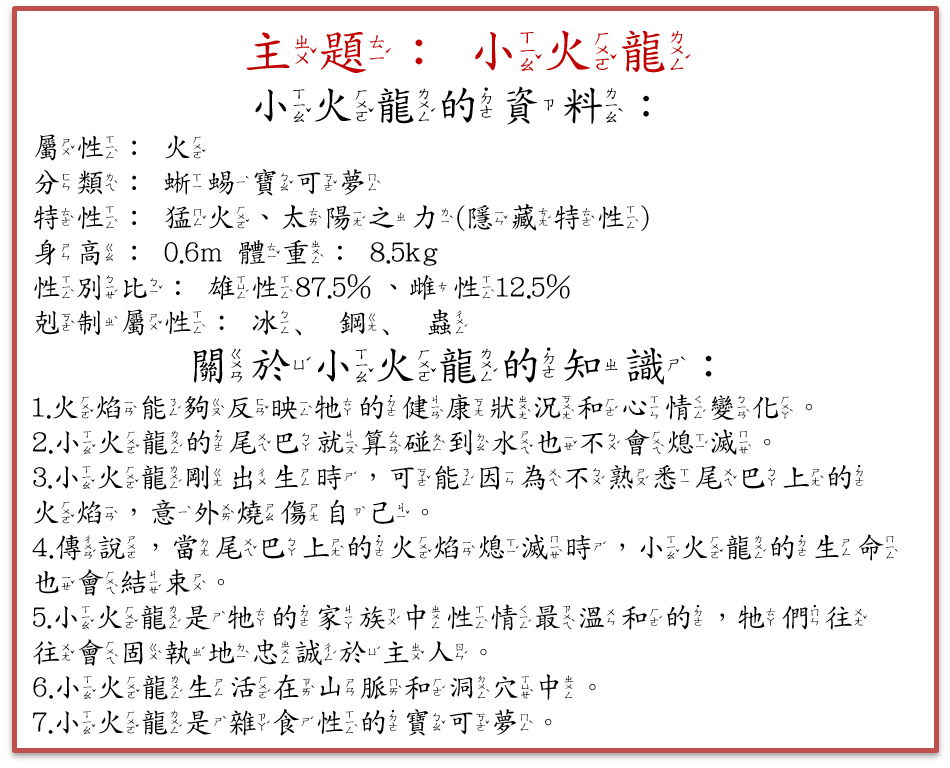 主題： 小火龍
小火龍的資料：
屬性： 火
分類： 蜥蜴寶可夢
特性： 猛火、太陽之力(隱藏特性)
身高： 0.6m 體重： 8.5kg
性別比： 雄性87.5% 、雌性12.5%
剋制屬性： 冰、 鋼、 蟲
關於小火龍的知識：
1.火焰能夠反映牠的健康狀況和心情變化。
2.小火龍的尾巴就算碰到水也不會熄滅。
3.小火龍剛出生時，可能因為不熟悉尾巴上的
火焰，意外燒傷自己。
4.傳說，當尾巴上的火焰熄滅時，小火龍的生命
也會結束。
5.小火龍是牠的家族中性情最溫和的，牠們往
往會固執地忠誠於主人。
6.小火龍生活在山脈和洞穴中。
7.小火龍是雜食性的寶可夢。